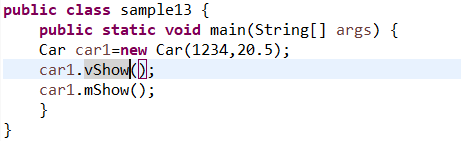 public class sample13 {
    public static void main(String[] args) {
    Car car1=new Car(1234,20.5);
    car1.vShow();
    car1.mShow();
    }
}